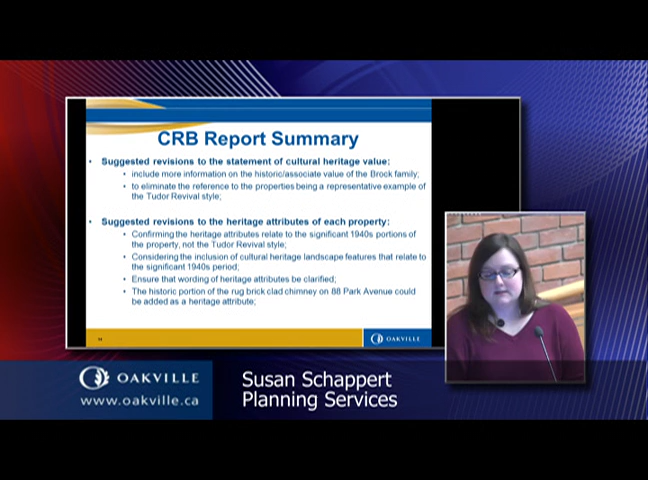 CRB Report Summary
• Suggested revisions to the statement of cultural heritage value:
• include more information on the historic/associate value of the Brock family;
• to eliminate the reference to the properties being a representative example of
the Tudor Revival style;
• Suggested revisions to the heritage attributes of each property:
• Confirming the heritage attributes relate to the significant 1940s portions of
the property, not the Tudor Revival style;
• Considering the inclusion of cultural heritage landscape features that relate to
the significant 1940s period;
• Ensure that wording of heritage attributes be clarified;
• The historic portion of the rug brick clad chimney on 88 Park Avenue could
be added as a heritage attribute;
OAKVILLE
OAKVILLE
www.oakville.ca
Susan Schappert
Planning Services